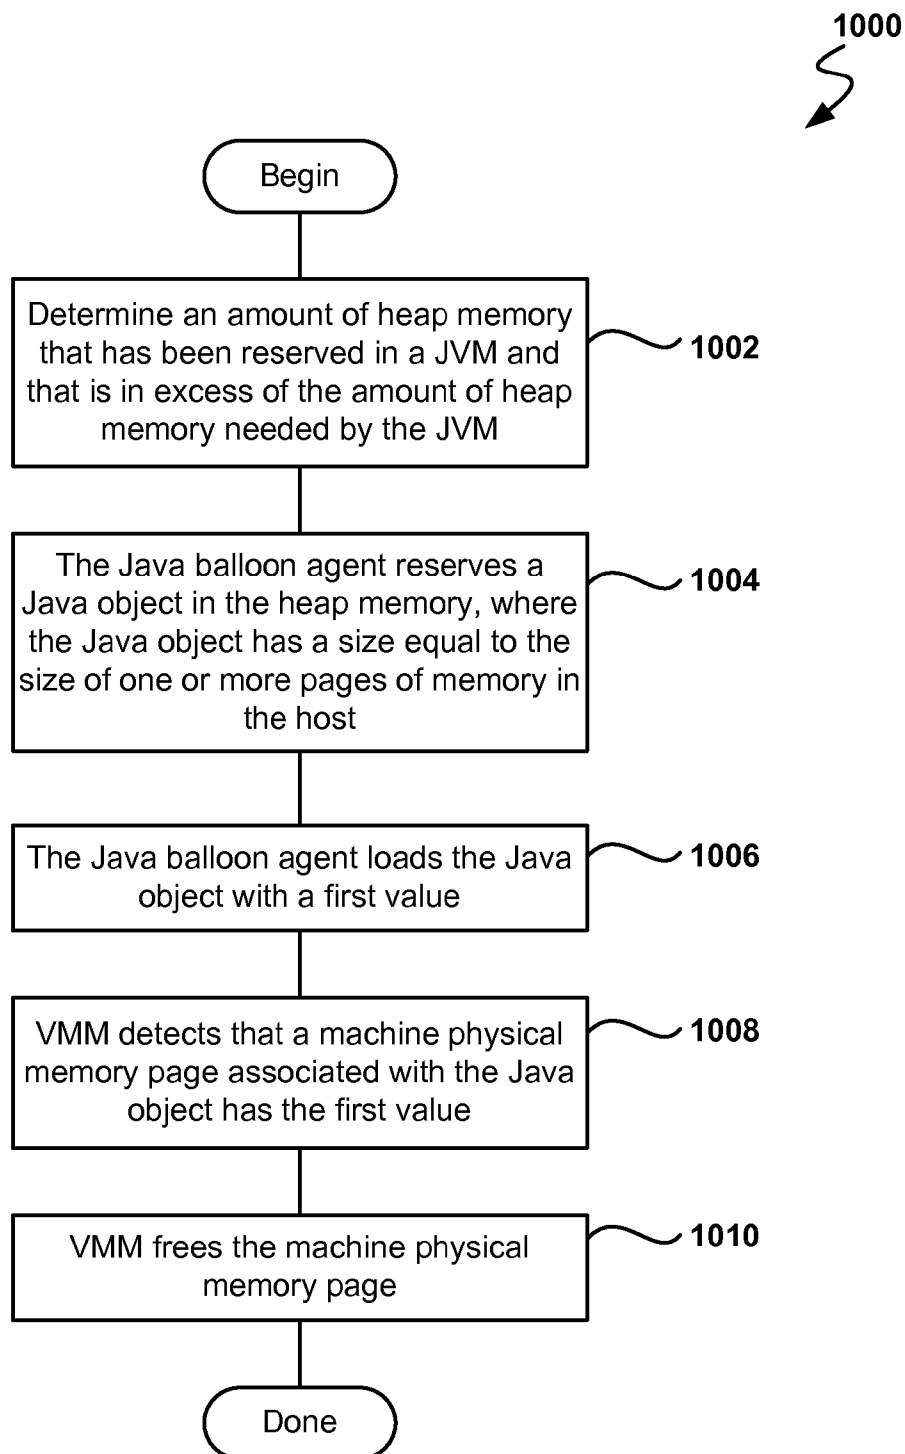 1000
Begin
Determine an amount of heap memory
that has been reserved in a JVM and
that is in excess of the amount of heap
memory needed by the JVM
1002
The Java balloon agent reserves a
Java object in the heap memory, where
the Java object has a size equal to the
size of one or more pages of memory in
the host
1004
The Java balloon agent loads the Java
object with a first value
1006
VMM detects that a machine physical
memory page associated with the Java
object has the first value
1008
VMM frees the machine physical
memory page
1010
Done